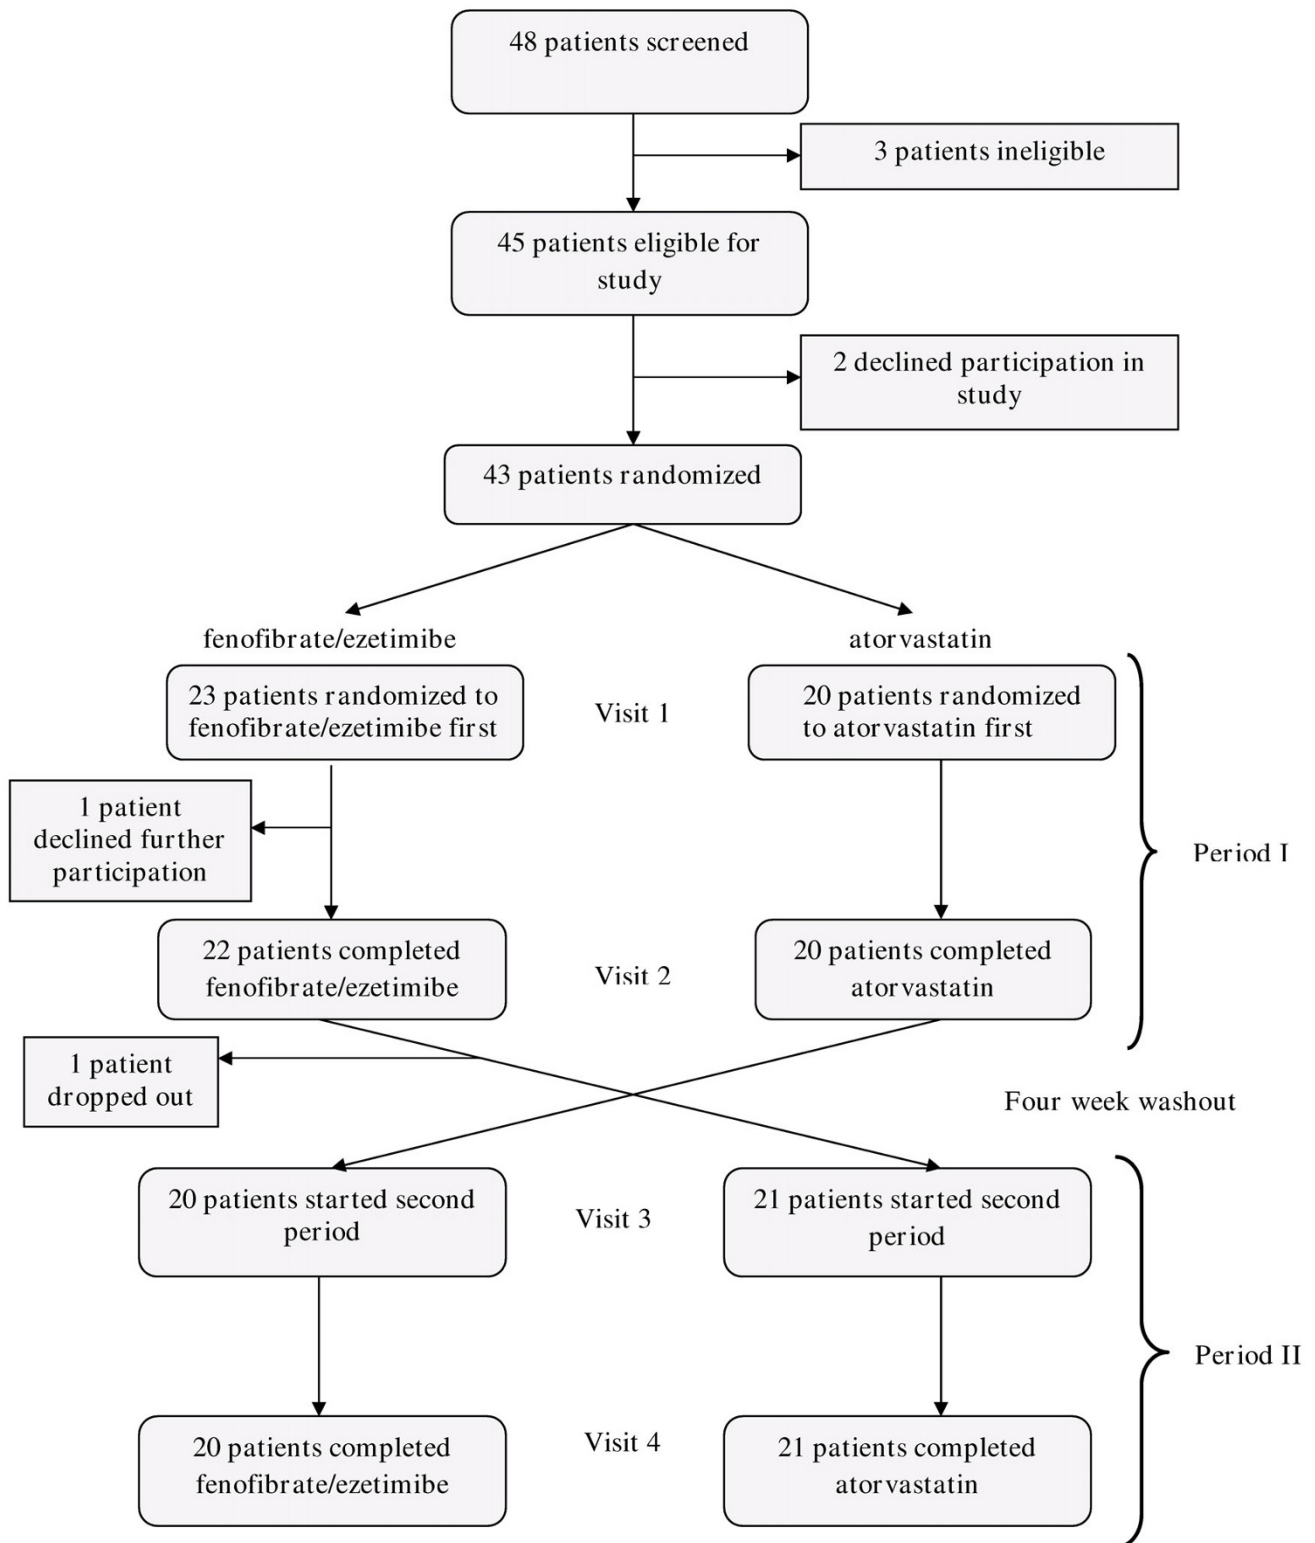 48 patients screened
3 patients ineligible
45 patients eligible for
study
2 declined participation in
study
43 patients randomized
fenofibrate/ezetimibe
atorvastatin
23 patients randomized to
fenofibrate/ezetimibe first
Visit 1
20 patients randomized
to atorvastatin first
1 patient
declined further
participation
Period I
22 patients completed
fenofibrate/ezetimibe
Visit 2
20 patients completed
atorvastatin
1 patient
dropped out
Four week washout
20 patients started second
period
Visit 3
21 patients started second
period
Period II
20 patients completed
fenofibrate/ezetimibe
Visit 4
21 patients completed
atorvastatin